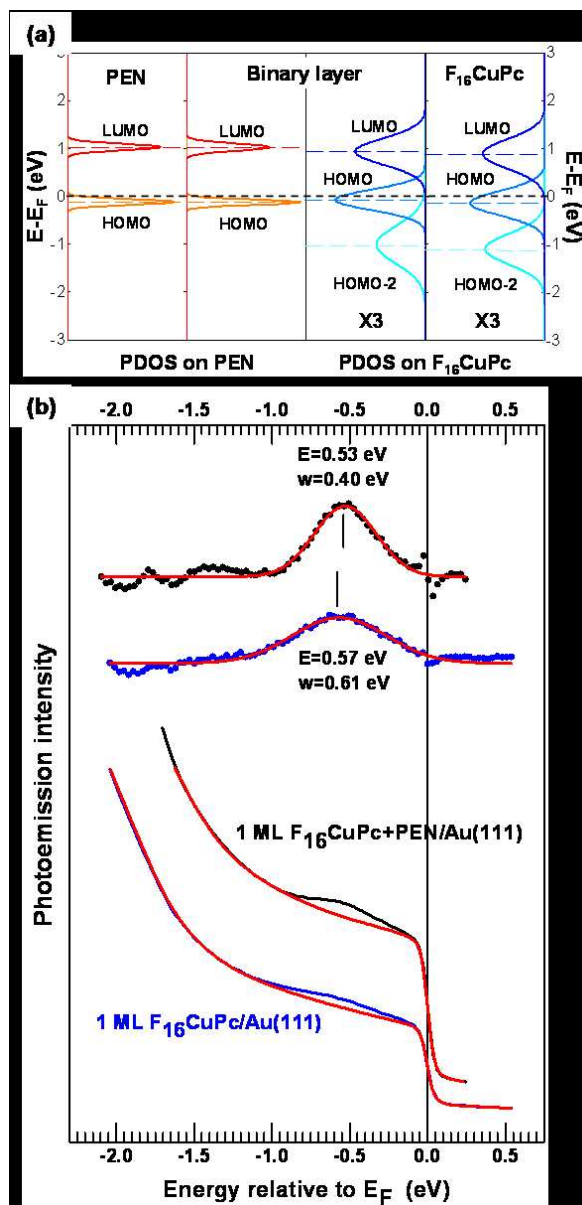 (a)
PEN Binary layer F₁₆CuPc
3 3
LUMO LUMO LUMO LUMO
2 2
1 1
HOMO HOMO
0 0
HOMO HOMO
-1 -1
HOMO-2 HOMO-2
-2 -2
X3 X3
-3 -3
E-E_F (eV) E-E_F (eV)
PDOS on PEN PDOS on F₁₆CuPc
(b)
-2.0 -1.5 -1.0 -0.5 0.0 0.5
E=0.53 eV
w=0.40 eV
E=0.57 eV
w=0.61 eV
Photoemission intensity
1 ML F₁₆CuPc+PEN/Au(111)
1 ML F₁₆CuPc/Au(111)
-2.0 -1.5 -1.0 -0.5 0.0 0.5
Energy relative to E_F (eV)